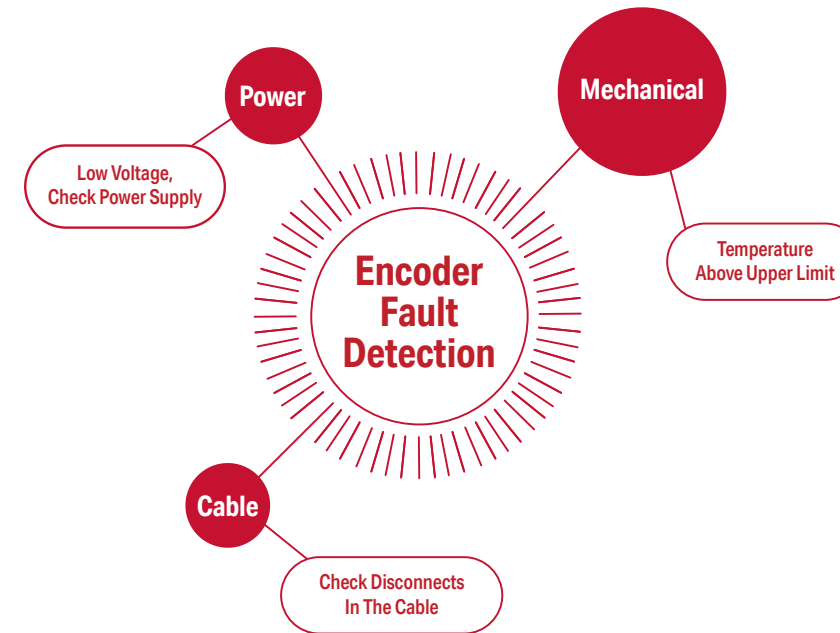 Power
Mechanical
Low Voltage,
Check Power Supply
Temperature
Above Upper Limit
Encoder
Fault
Detection
Cable
Check Disconnects
In The Cable